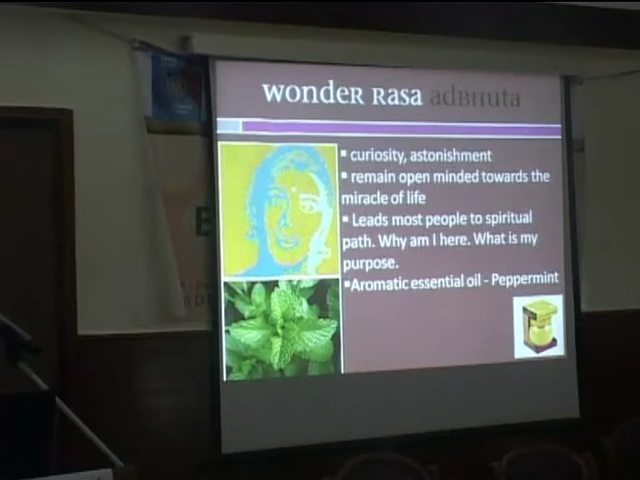 wonder rasa adbhuta
▪ curiosity, astonishment
▪ remain open minded towards the
miracle of life
▪ Leads most people to spiritual
path. Why am I here. What is my
purpose.
▪Aromatic essential oil - Peppermint